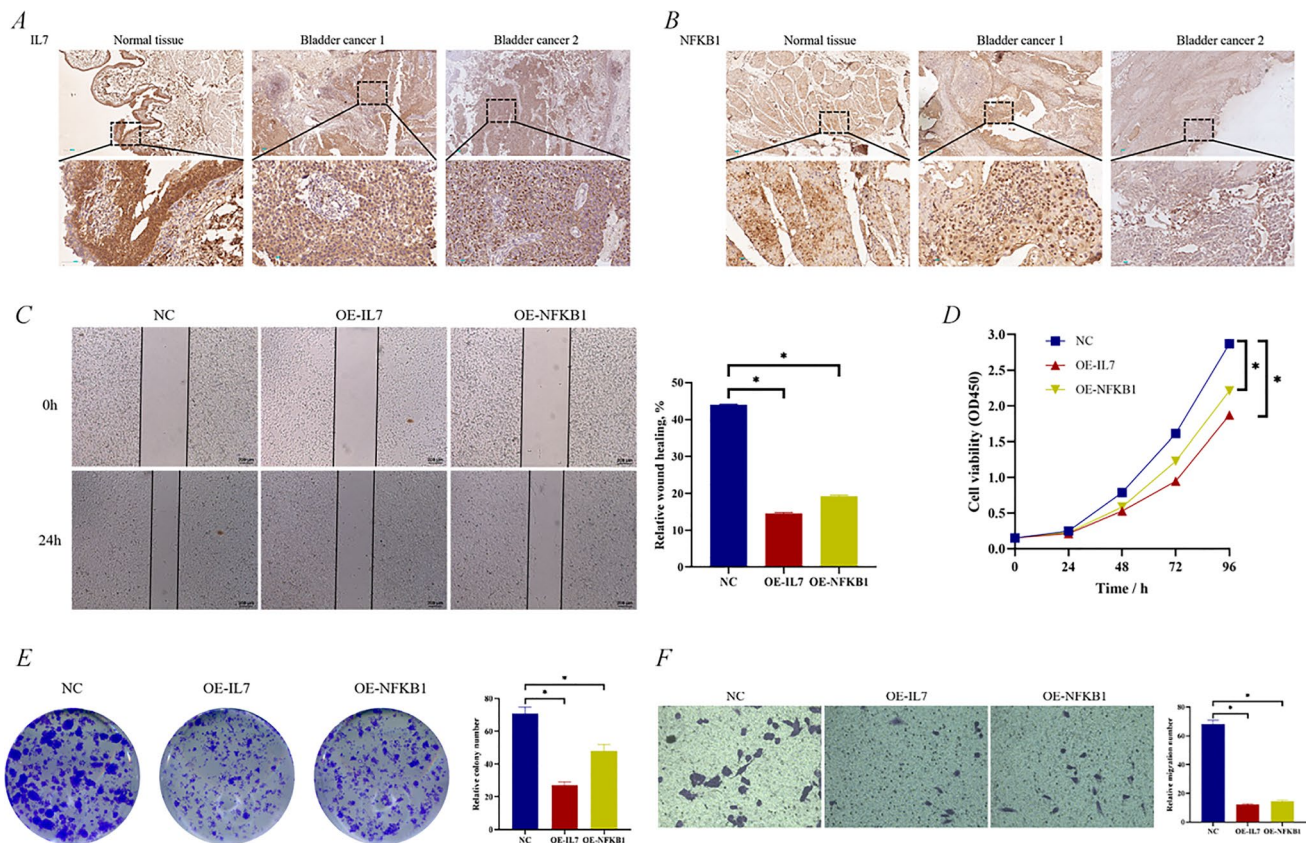 A
IL7
Normal tissue
Bladder cancer 1
Bladder cancer 2
B
NFKB1
Normal tissue
Bladder cancer 1
Bladder cancer 2
C
NC
OE-IL7
OE-NFKB1
0h
24h
Relative wound healing, %
50
40
30
20
10
0
*
*
NC
OE-IL7
OE-NFKB1
D
Cell viability (OD450)
3.0
2.5
2.0
1.5
1.0
0.5
0.0
NC
OE-IL7
OE-NFKB1
*
*
0
24
48
72
96
Time / h
E
NC
OE-IL7
OE-NFKB1
Relative colony number
80
60
40
20
0
*
*
NC
OE-IL7
OE-NFKB1
F
NC
OE-IL7
OE-NFKB1
Relative migration number
80
60
40
20
0
*
*
NC
OE-IL7
OE-NFKB1